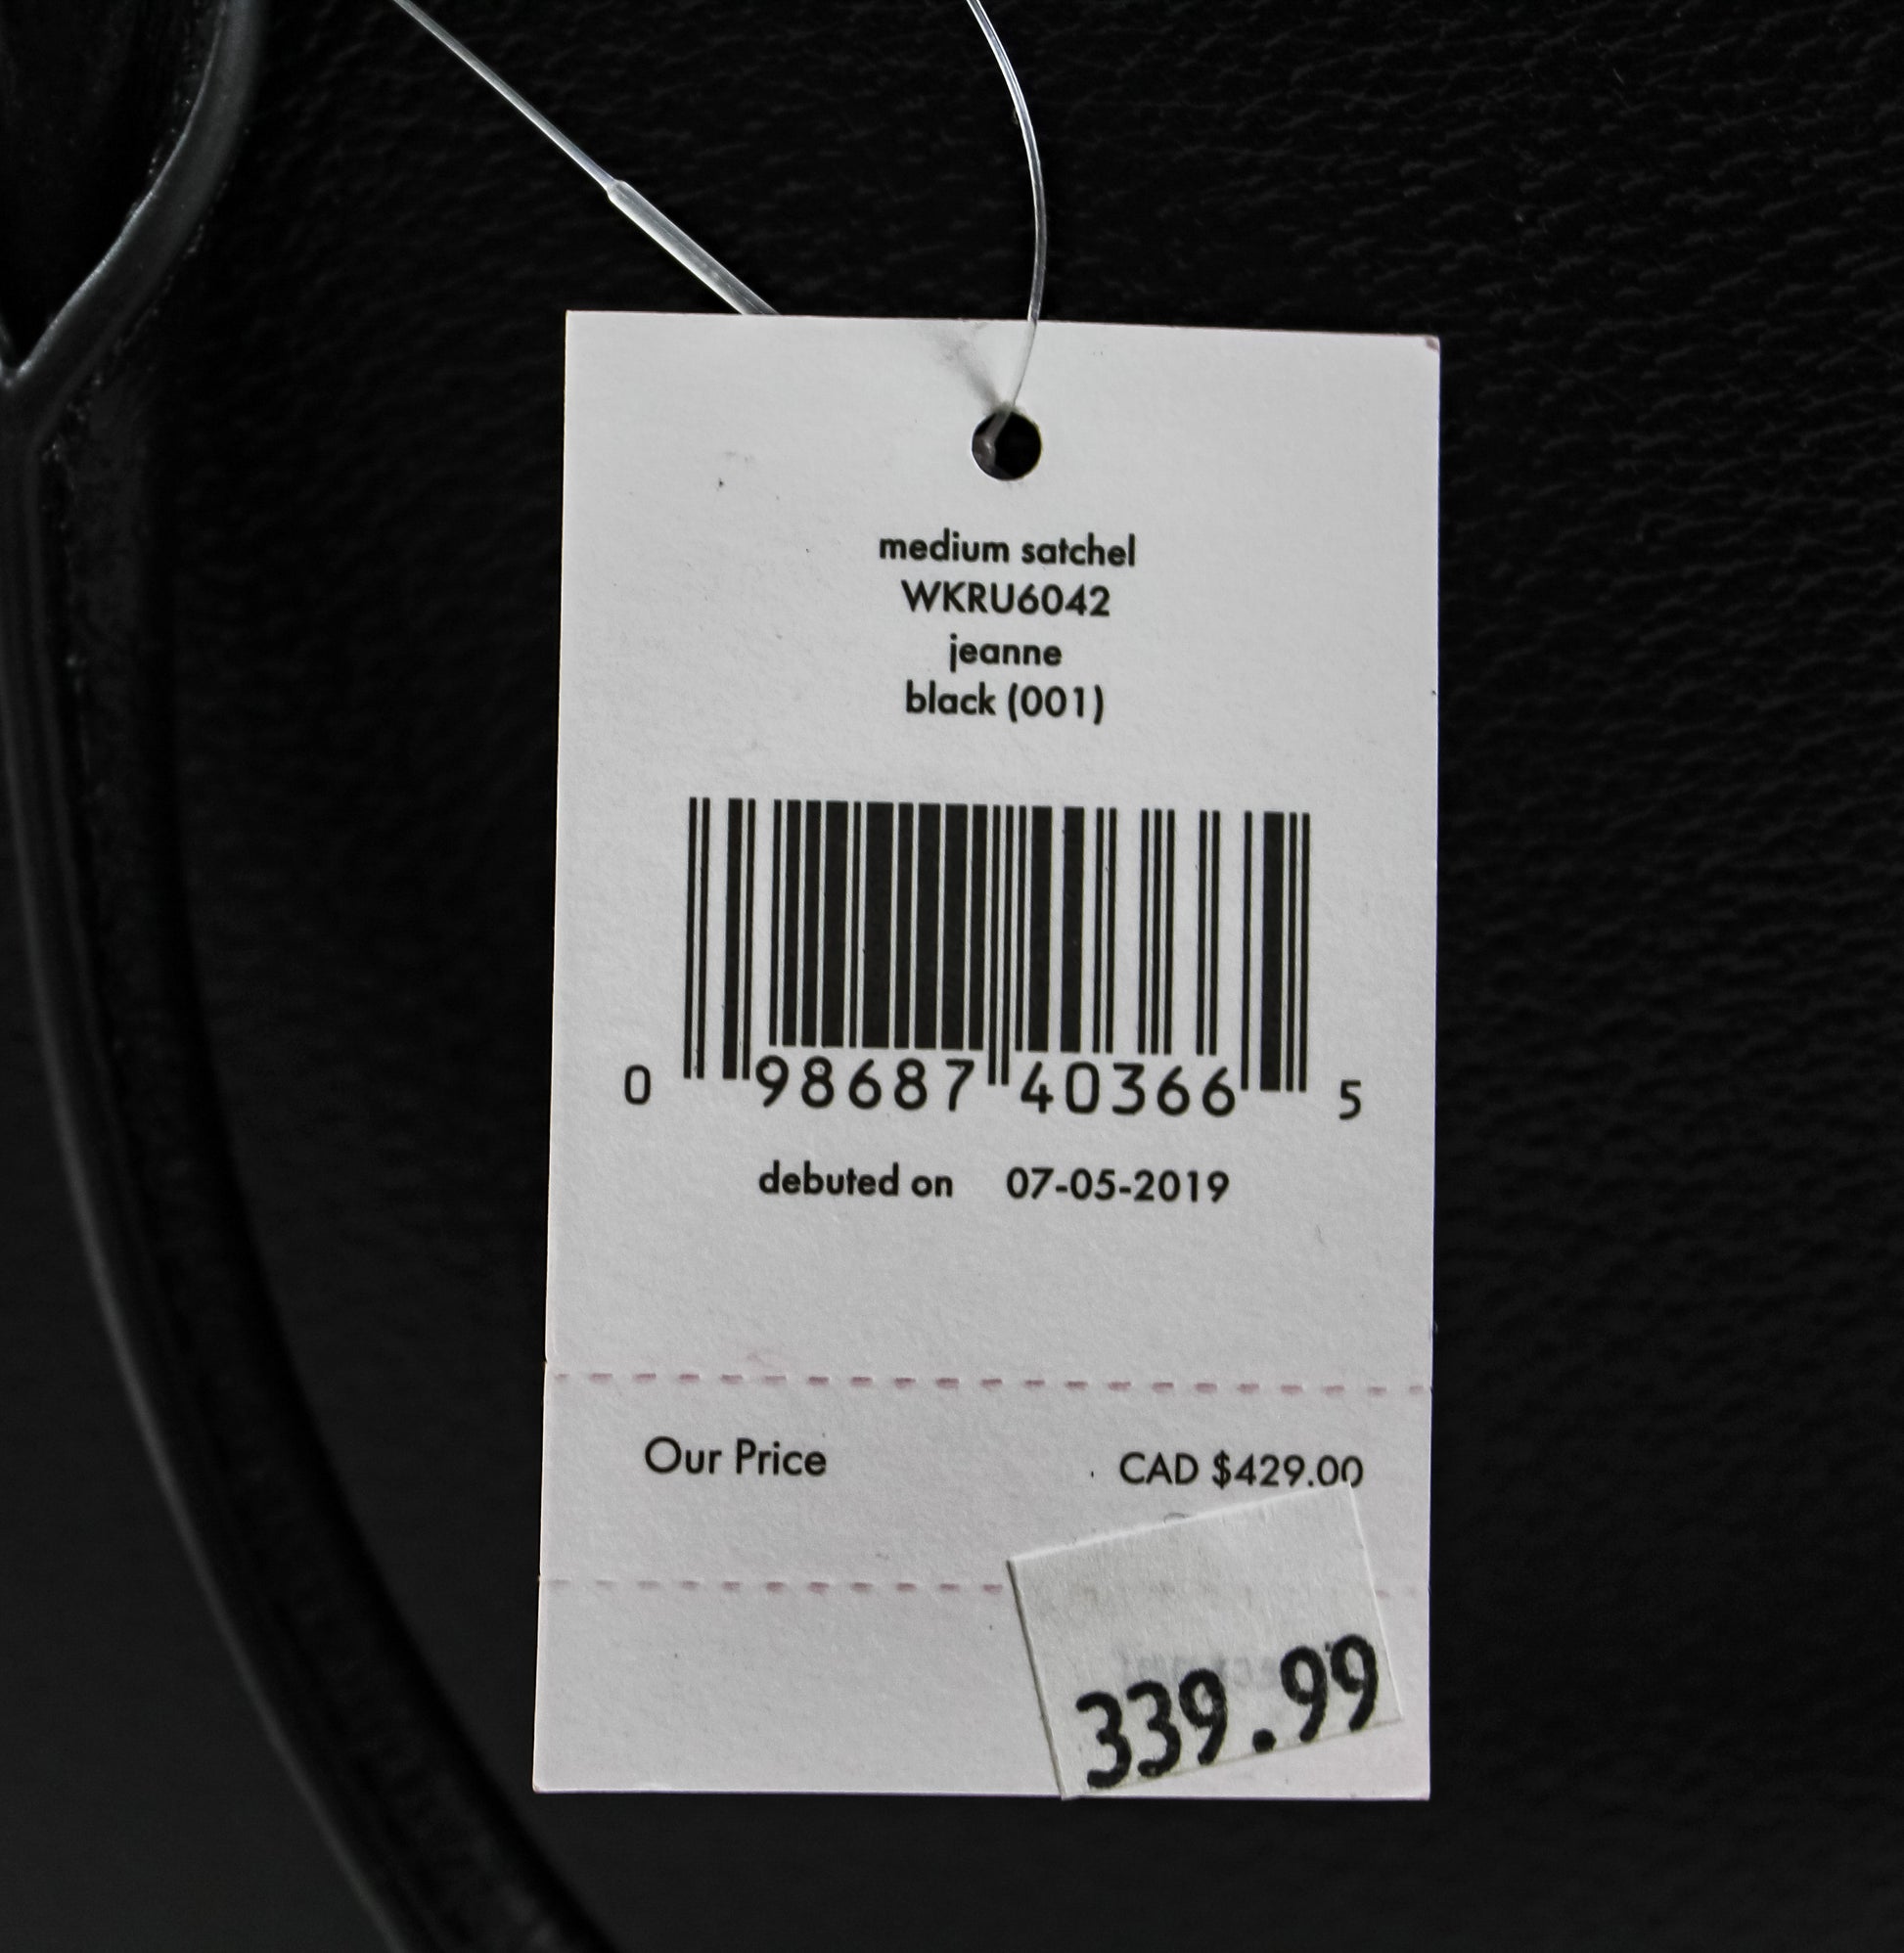 medium satchel
WKRU6042
jeanne
black (001)
0 98687 40366 5
debuted on 07-05-2019
Our Price CAD $429.00
339.99